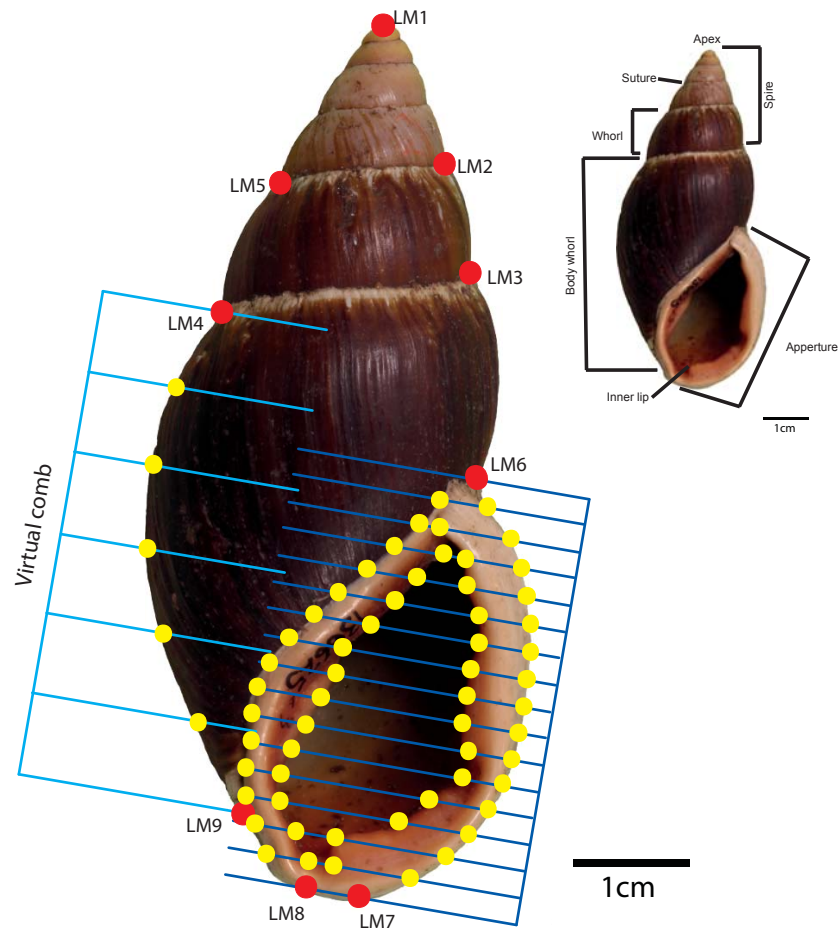 LM1
Apex
Suture
Spire
Whorl
LM2
LM5
LM3
LM4
Body whorl
Apperture
Inner lip
1cm
LM6
Virtual comb
LM9
LM8
LM7
1cm